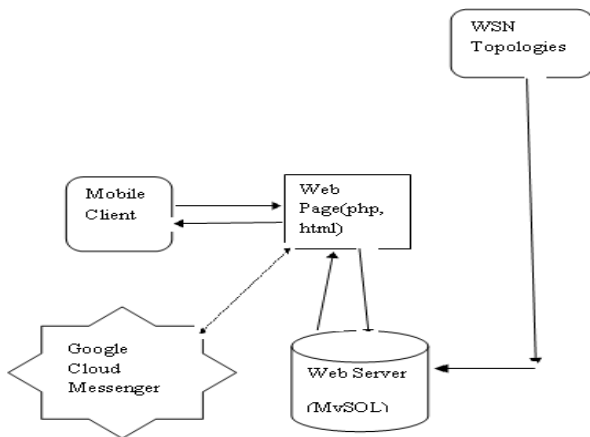 WSN
Topologies
Mobile
Client
Web
Page(php,
html)
Google
Cloud
Messenger
Web Server
(MySQL)